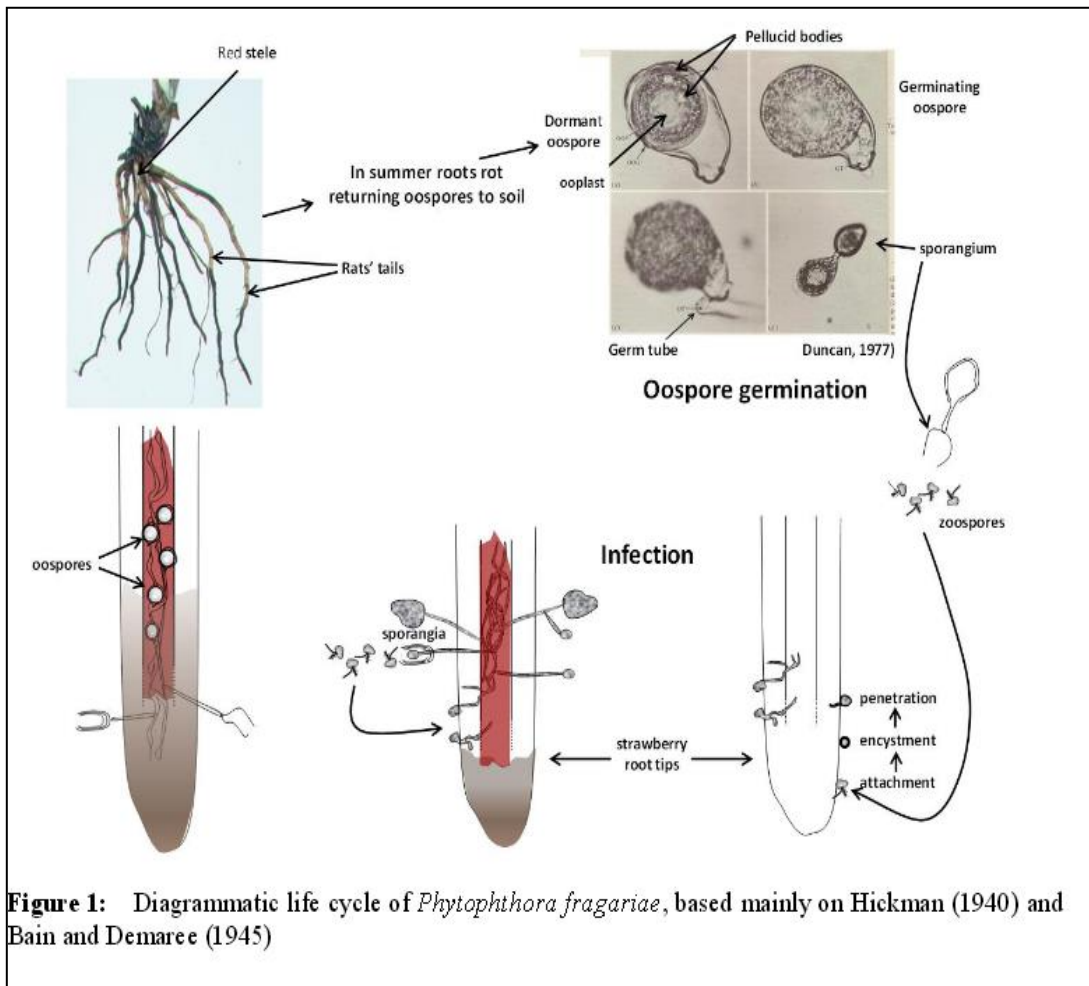 Red stele
Pellucid bodies
Germinating
oospore
Dormant
oospore
In summer roots rot
returning oospores to soil
ooplast
sporangium
Rats' tails
Germ tube
Duncan, 1977)
Oospore germination
zoospores
oospores
Infection
sporangia
penetration
encystment
attachment
strawberry
root tips
Figure 1: Diagrammatic life cycle of Phytophthora fragariae, based mainly on Hickman (1940) and
Bain and Demaree (1945)